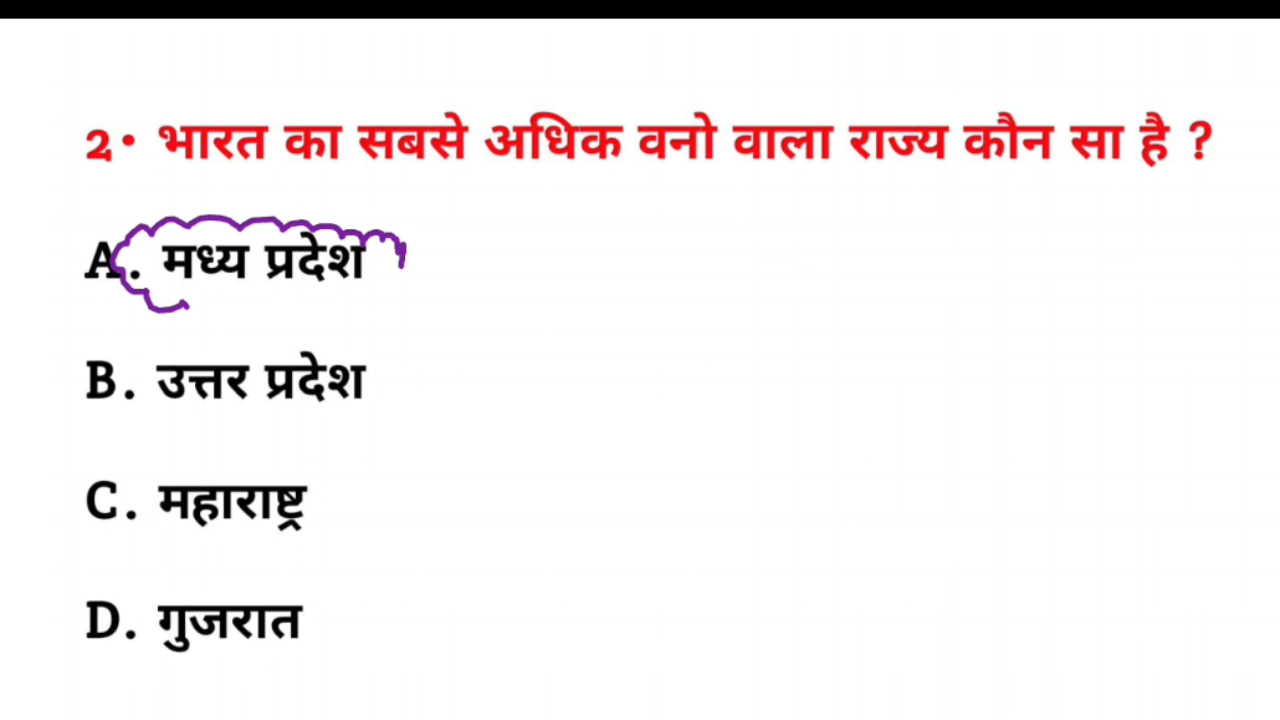 2· भारत का सबसे अधिक वनो वाला राज्य कौन सा है ?
A. मध्य प्रदेश
B. उत्तर प्रदेश
C. महाराष्ट्र
D. गुजरात